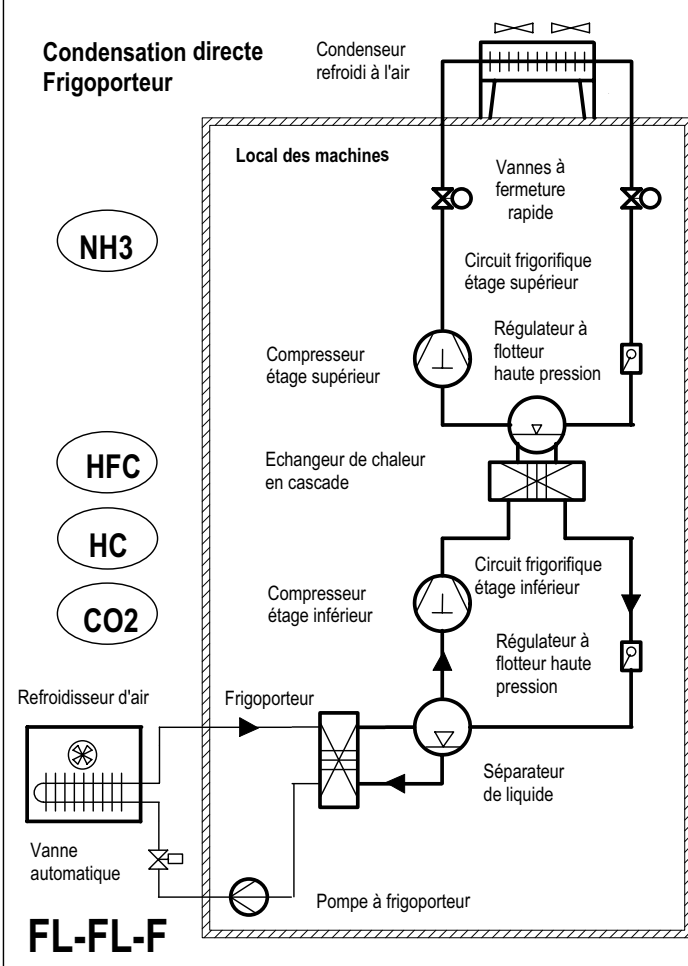 Condensation directe
Frigoporteur
Condenseur
refroidi à l'air
Local des machines
Vannes à
fermeture
rapide
NH3
Circuit frigorifique
étage supérieur
Régulateur à
flotteur
haute pression
Compresseur
étage supérieur
HFC
Echangeur de chaleur
en cascade
HC
Circuit frigorifique
étage inférieur
Compresseur
étage inférieur
CO2
Régulateur à
flotteur haute
pression
Refroidisseur d'air
Frigoporteur
Séparateur
de liquide
Vanne
automatique
Pompe à frigoporteur
FL-FL-F